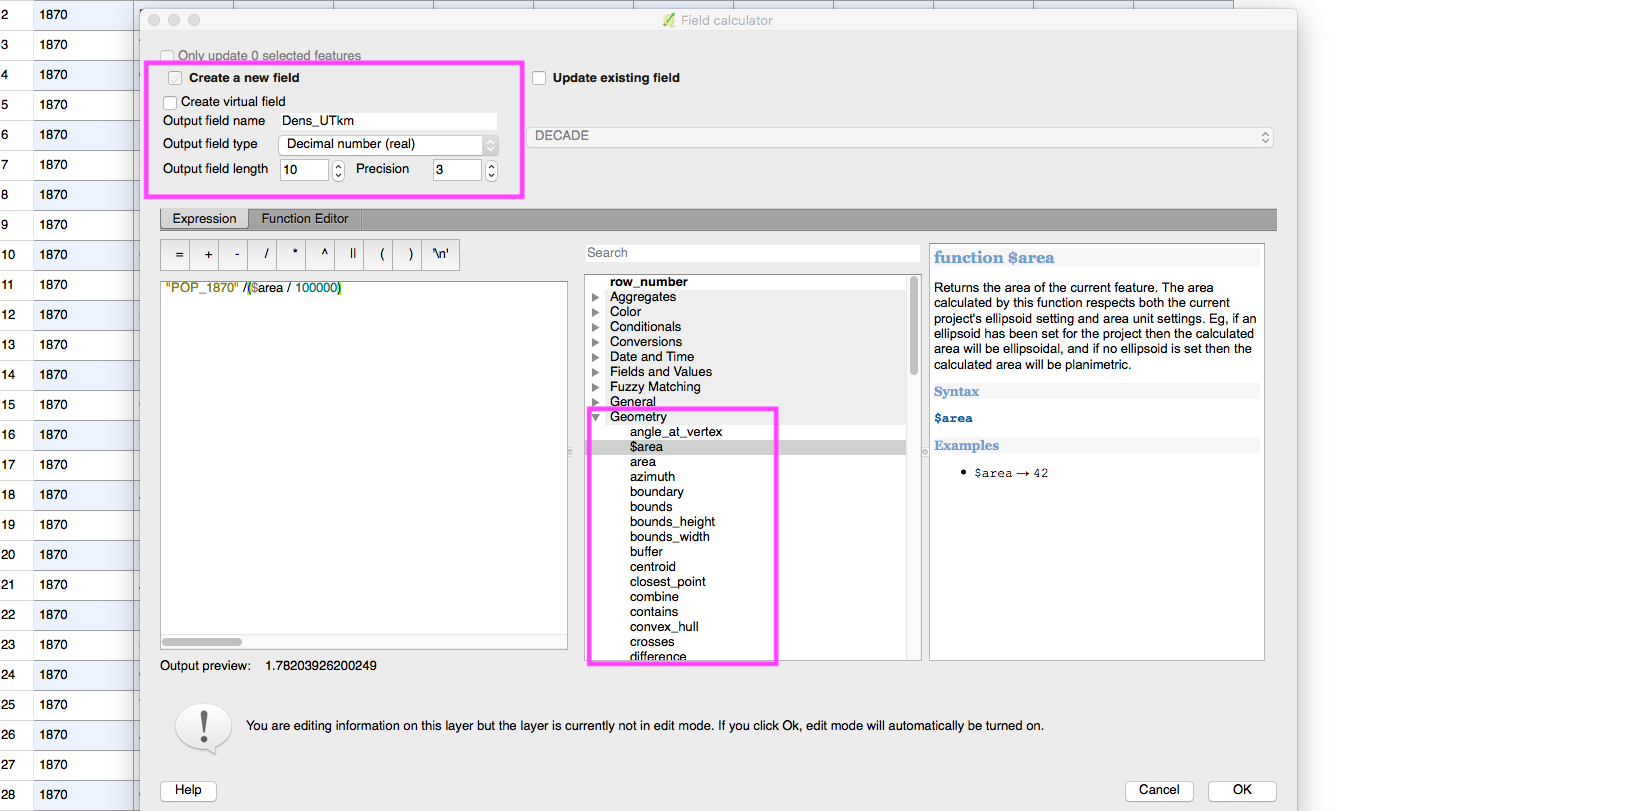 Field calculator
Only update 0 selected features
Create a new field
Update existing field
Create virtual field
Output field name Dens_UTkm
DECADE
Output field type Decimal number (real)
Output field length 10 Precision 3
Expression Function Editor
= + - / * ^ || ( ) '\n'
Search
"POP_1870" /($area / 100000)
row_number
Aggregates
Color
Conditionals
Conversions
Date and Time
Fields and Values
Fuzzy Matching
General
Geometry
angle_at_vertex
$area
area
azimuth
boundary
bounds
bounds_height
bounds_width
buffer
centroid
closest_point
combine
contains
convex_hull
crosses
difference
function $area
Returns the area of the current feature. The area
calculated by this function respects both the current
project's ellipsoid setting and area unit settings. Eg, if an
ellipsoid has been set for the project then the calculated
area will be ellipsoidal, and if no ellipsoid is set then the
calculated area will be planimetric.
Syntax
$area
Examples
• $area → 42
Output preview: 1.78203926200249
You are editing information on this layer but the layer is currently not in edit mode. If you click Ok, edit mode will automatically be turned on.
Help
Cancel
OK
2 1870
3 1870
4 1870
5 1870
6 1870
7 1870
8 1870
9 1870
10 1870
11 1870
12 1870
13 1870
14 1870
15 1870
16 1870
17 1870
18 1870
19 1870
20 1870
21 1870
22 1870
23 1870
24 1870
25 1870
26 1870
27 1870
28 1870